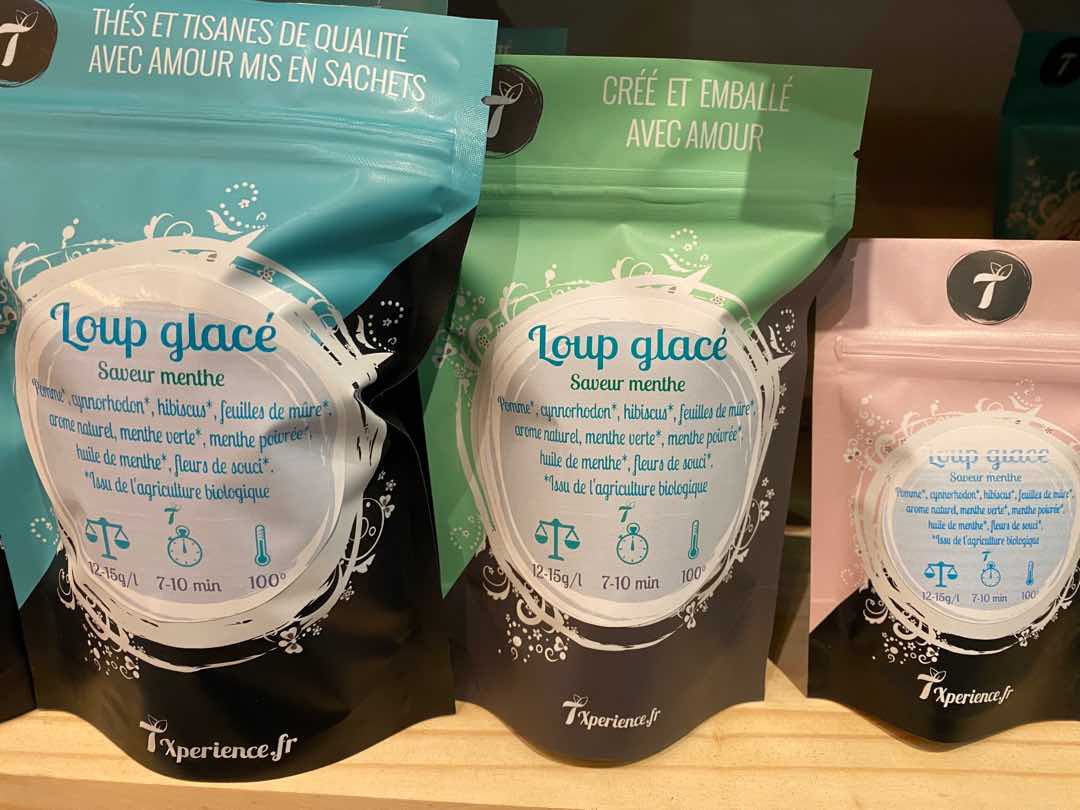 THÉS ET TISANES DE QUALITÉ
AVEC AMOUR MIS EN SACHETS
Loup glacé
Saveur menthe
Pomme*, cynnorhodon*, hibiscus*, feuilles de mûre*,
arome naturel, menthe verte*, menthe poivrée*,
huile de menthe*, fleurs de souci*.
*Issu de l'agriculture biologique
T
12-15g/l 7-10 min 100°
TXperience.fr
T
CRÉÉ ET EMBALLÉ
AVEC AMOUR
Loup glacé
Saveur menthe
Pomme*, cynnorhodon*, hibiscus*, feuilles de mûre*,
arome naturel, menthe verte*, menthe poivrée*,
huile de menthe*, fleurs de souci*.
*Issu de l'agriculture biologique
T
12-15g/l 7-10 min 100°
TXperience.fr
T
Loup glacé
Saveur menthe
Pomme*, cynnorhodon*, hibiscus*, feuilles de mûre*,
arome naturel, menthe verte*, menthe poivrée*,
huile de menthe*, fleurs de souci*.
*Issu de l'agriculture biologique
T
12-15g/l 7-10 min 100°
TXperience.fr